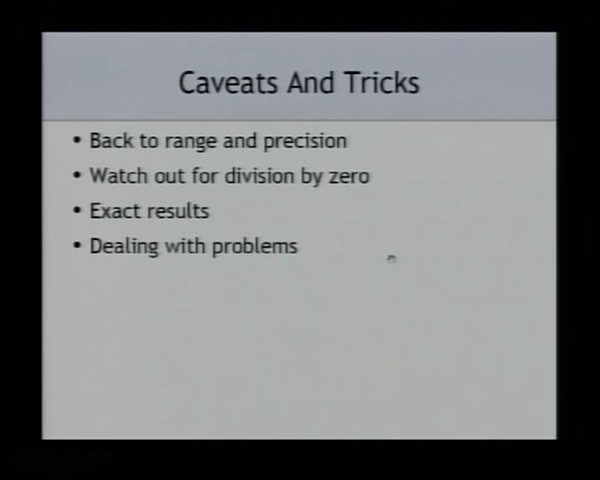 Caveats And Tricks
• Back to range and precision
• Watch out for division by zero
• Exact results
• Dealing with problems